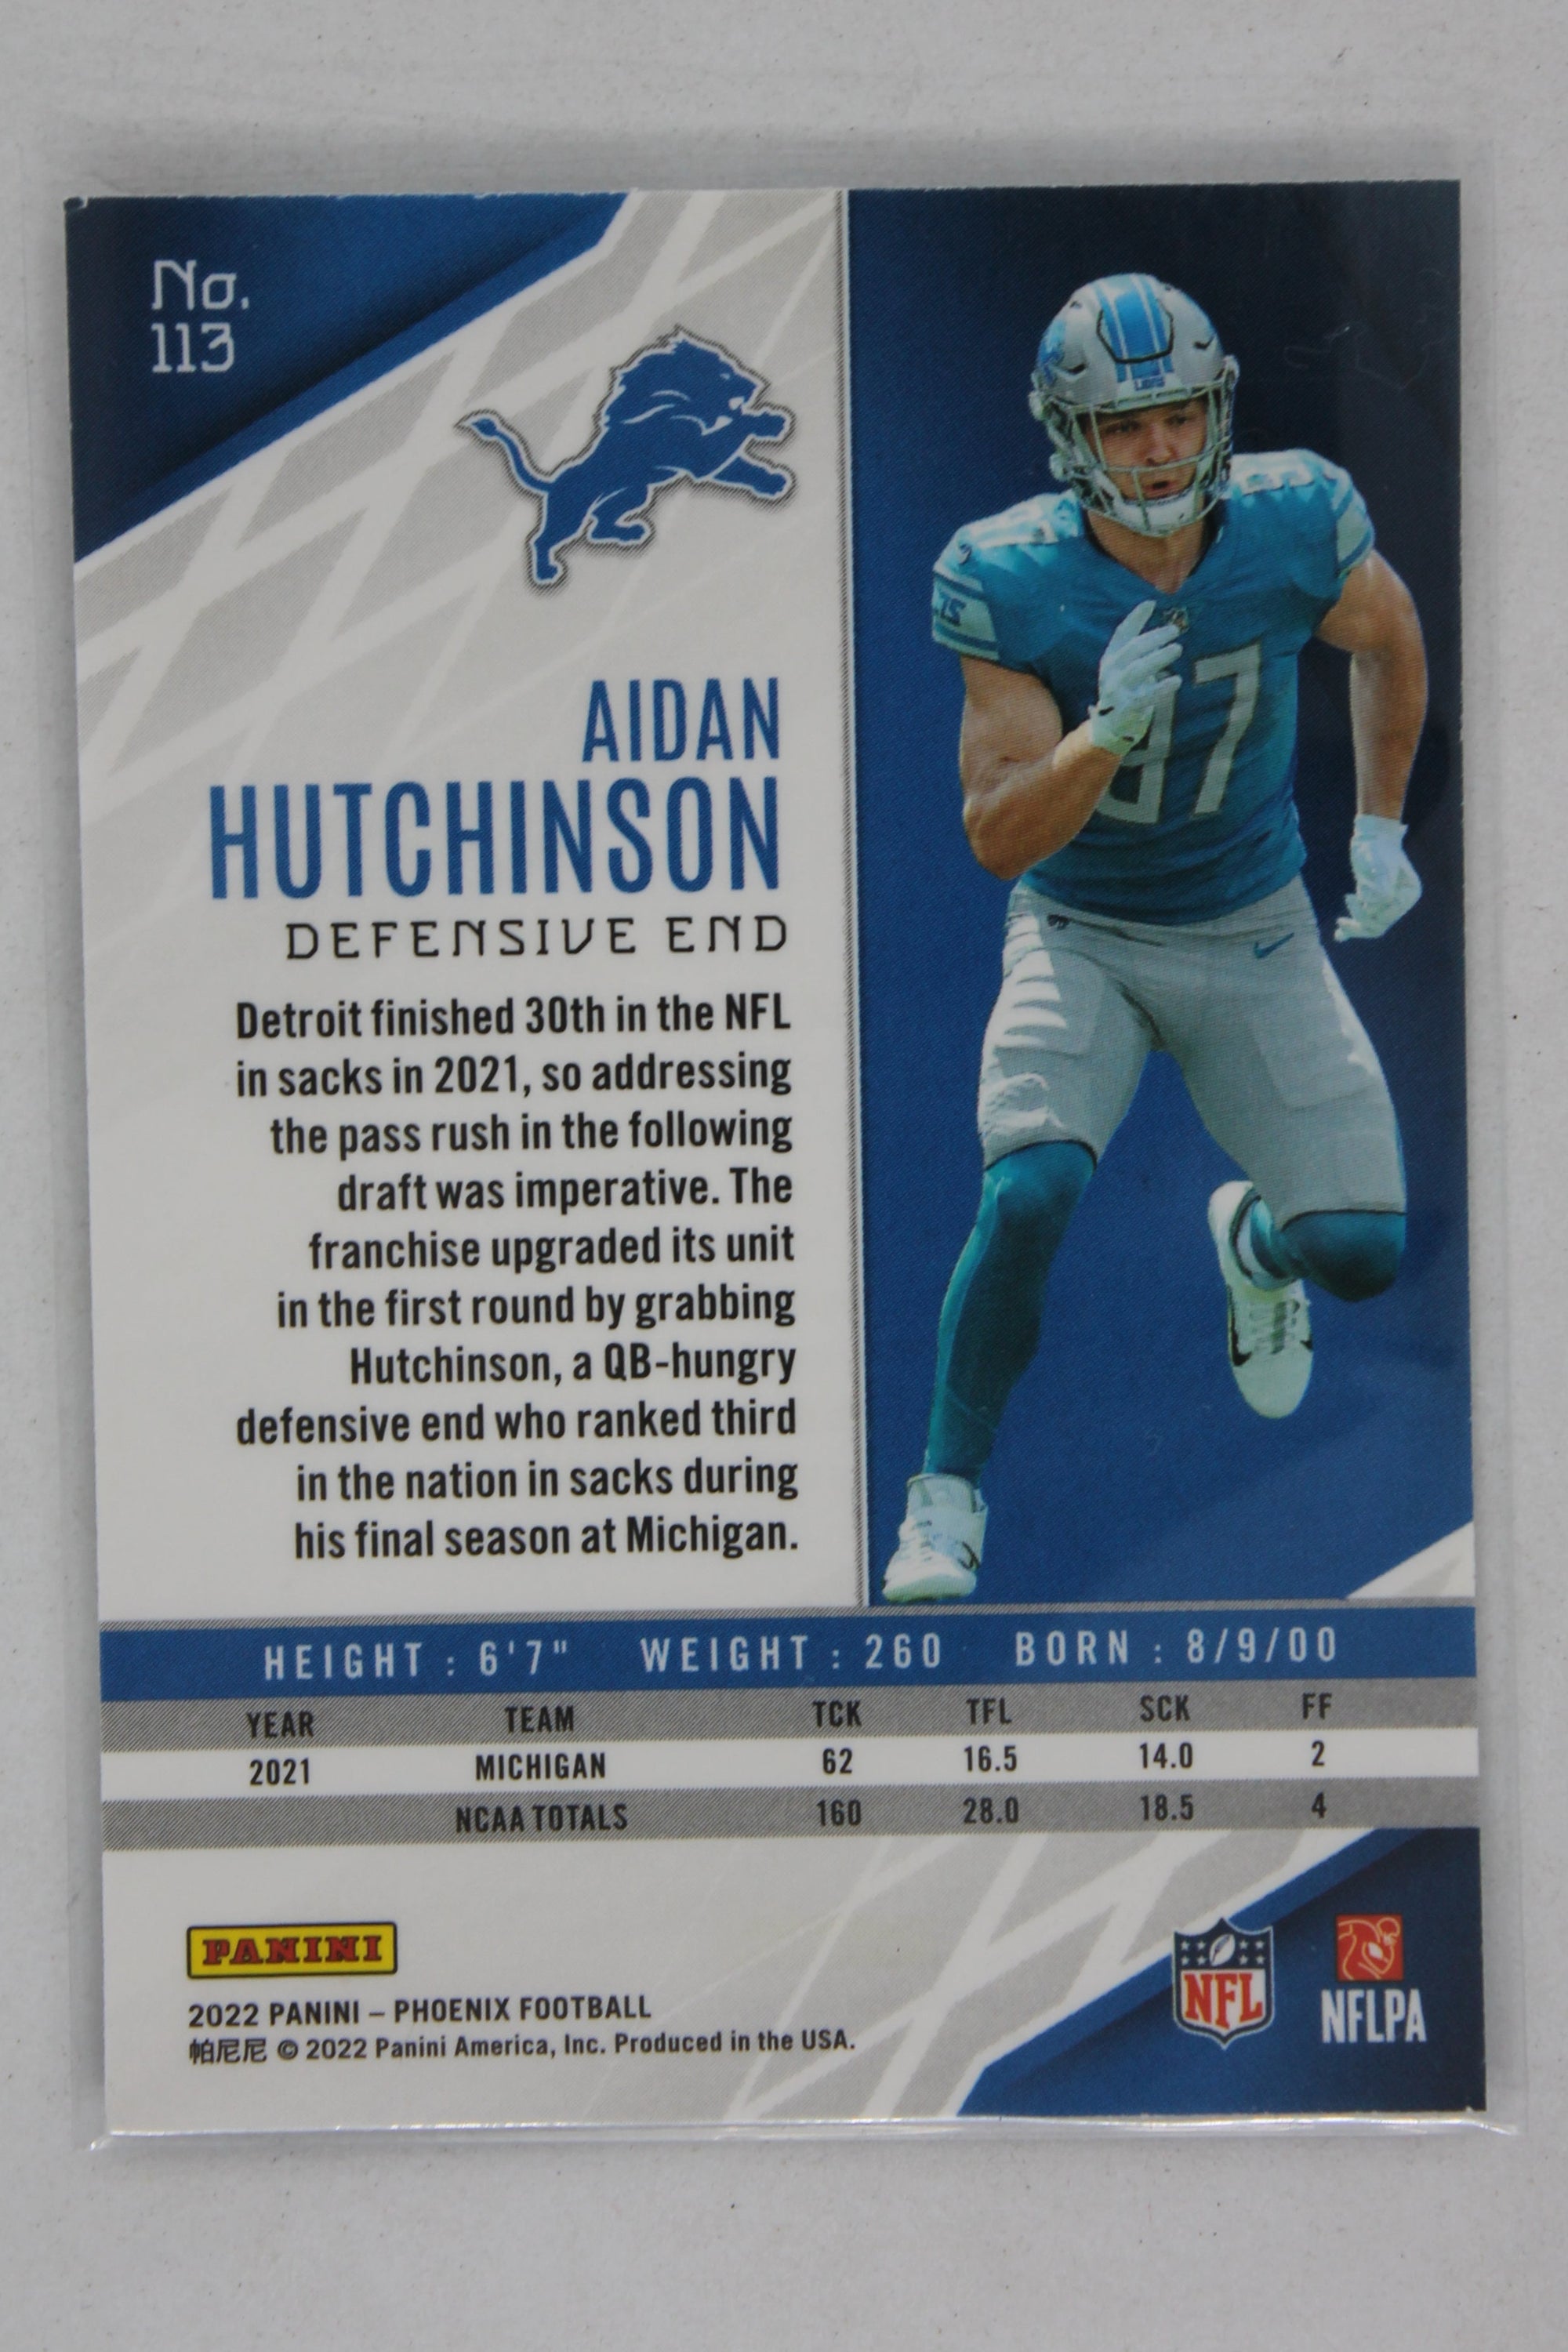 No.
113
AIDAN
HUTCHINSON
DEFENSIVE END
Detroit finished 30th in the NFL
in sacks in 2021, so addressing
the pass rush in the following
draft was imperative. The
franchise upgraded its unit
in the first round by grabbing
Hutchinson, a QB-hungry
defensive end who ranked third
in the nation in sacks during
his final season at Michigan.
LIONS
97
HEIGHT : 6'7" WEIGHT : 260 BORN : 8/9/00
YEAR TEAM TCK TFL SCK FF
2021 MICHIGAN 62 16.5 14.0 2
NCAA TOTALS 160 28.0 18.5 4
PANINI
2022 PANINI – PHOENIX FOOTBALL
帕尼尼 © 2022 Panini America, Inc. Produced in the USA.
NFL
NFLPA